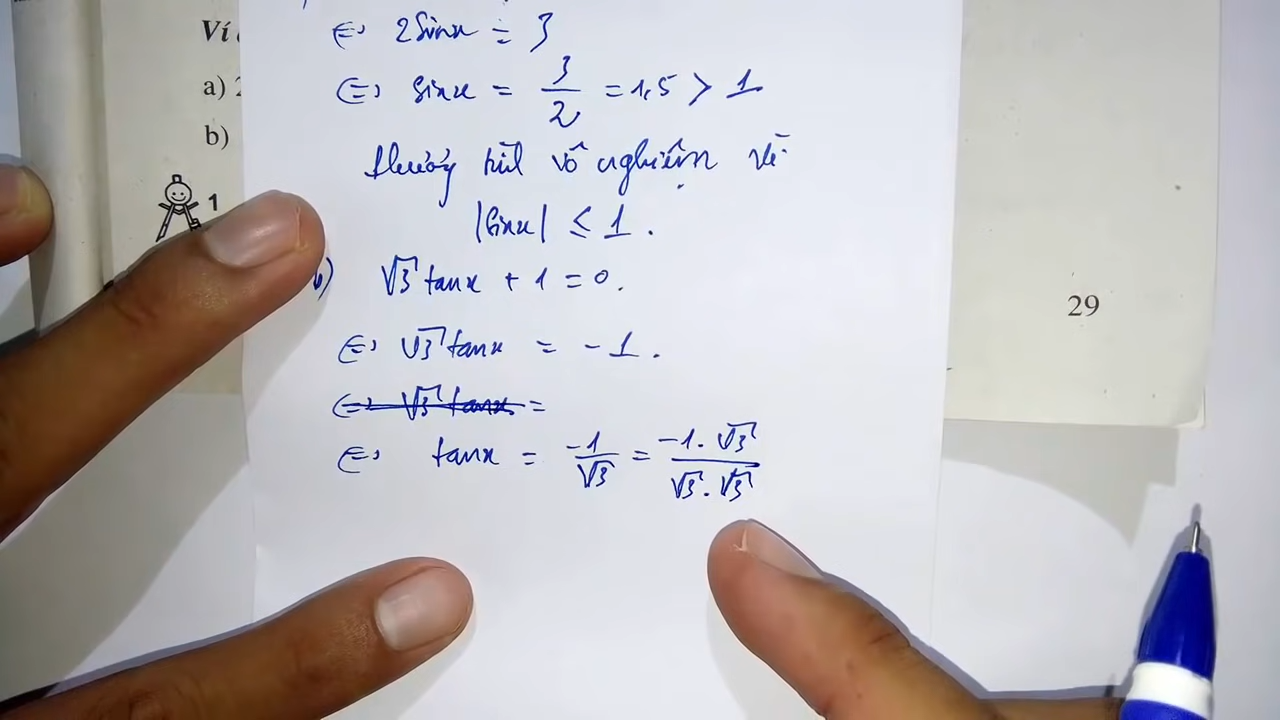 Ví
a) 2
b)
1
⇔ 2sinx = 3
⇔ sinx = 3/2 = 1,5 > 1
Phương trình vô nghiệm vì
|sinx| ≤ 1.
b) √3 tanx + 1 = 0.
⇔ √3 tanx = -1.
⇔ √3 tanx =
⇔ tanx = -1/√3 = -1.√3/√3.√3
29